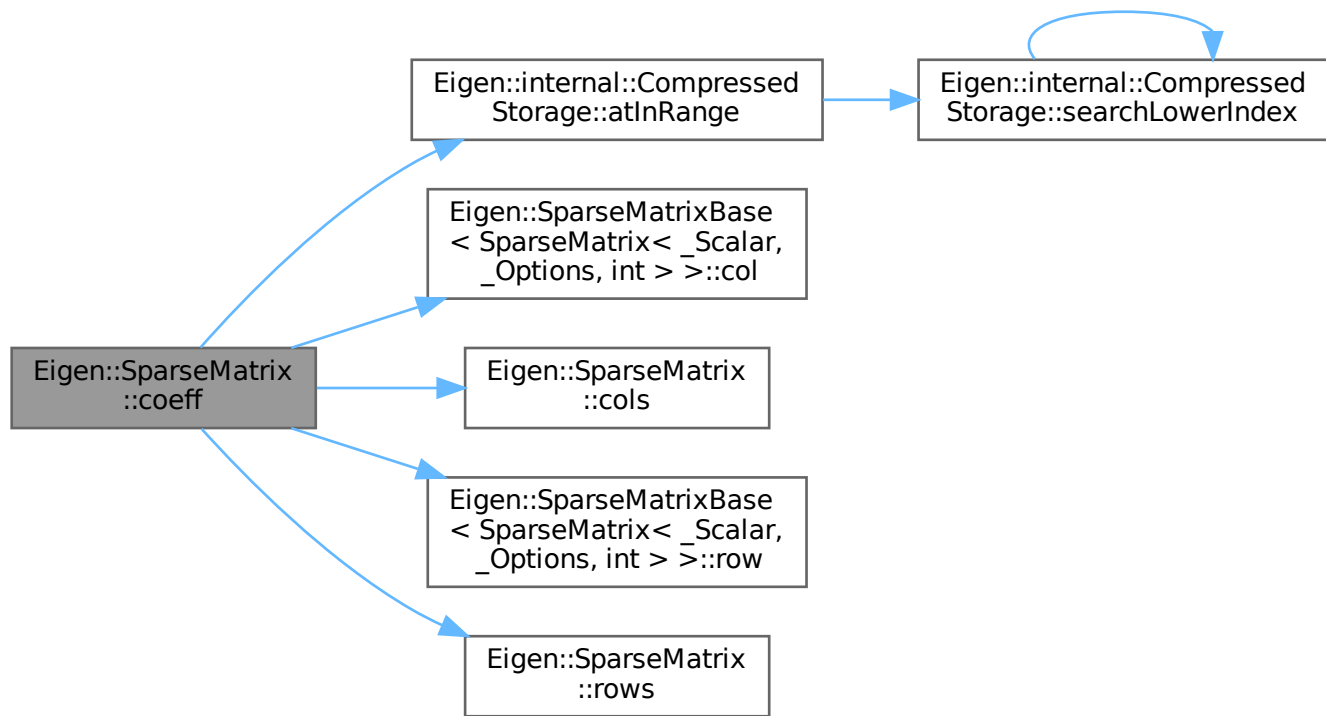 Eigen::SparseMatrix
::coeff
Eigen::internal::Compressed
Storage::atInRange
Eigen::internal::Compressed
Storage::searchLowerIndex
Eigen::SparseMatrixBase
< SparseMatrix< _Scalar,
_Options, int > >::col
Eigen::SparseMatrix
::cols
Eigen::SparseMatrixBase
< SparseMatrix< _Scalar,
_Options, int > >::row
Eigen::SparseMatrix
::rows